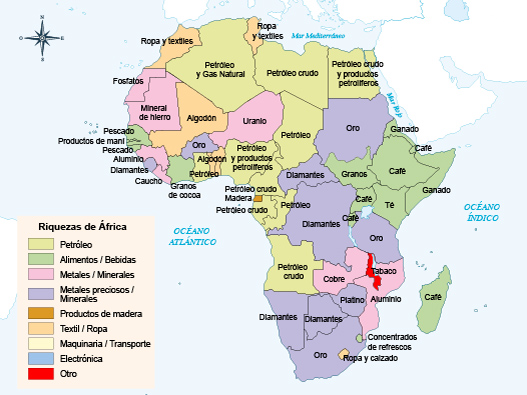 Ropa y textiles
Ropa
y textiles
Mar Mediterráneo
Petróleo
y Gas Natural
Petróleo crudo
Petróleo crudo
y productos
petrolíferos
Mar Rojo
Fosfatos
Mineral
de hierro
Algodón
Uranio
Petróleo
Oro
Ganado
Café
Pescado
Productos de maní
Pescado
Aluminio
Diamantes
Caucho
Granos
de cocoa
Oro
Algodón
Petróleo
Petróleo
y productos
petrolíferos
Diamantes
Granos
Café
Ganado
Petróleo crudo
Madera
Petróleo crudo
Petróleo
Diamantes
Café
Café
Té
Oro
OCÉANO
ATLÁNTICO
OCÉANO
ÍNDICO
Petróleo
crudo
Cobre
Tabaco
Aluminio
Platino
Diamantes
Diamantes
Oro
Café
Concentrados
de refrescos
Ropa y calzado
Riquezas de África
Petróleo
Alimentos / Bebidas
Metales / Minerales
Metales preciosos /
Minerales
Productos de madera
Textil / Ropa
Maquinaria / Transporte
Electrónica
Otro